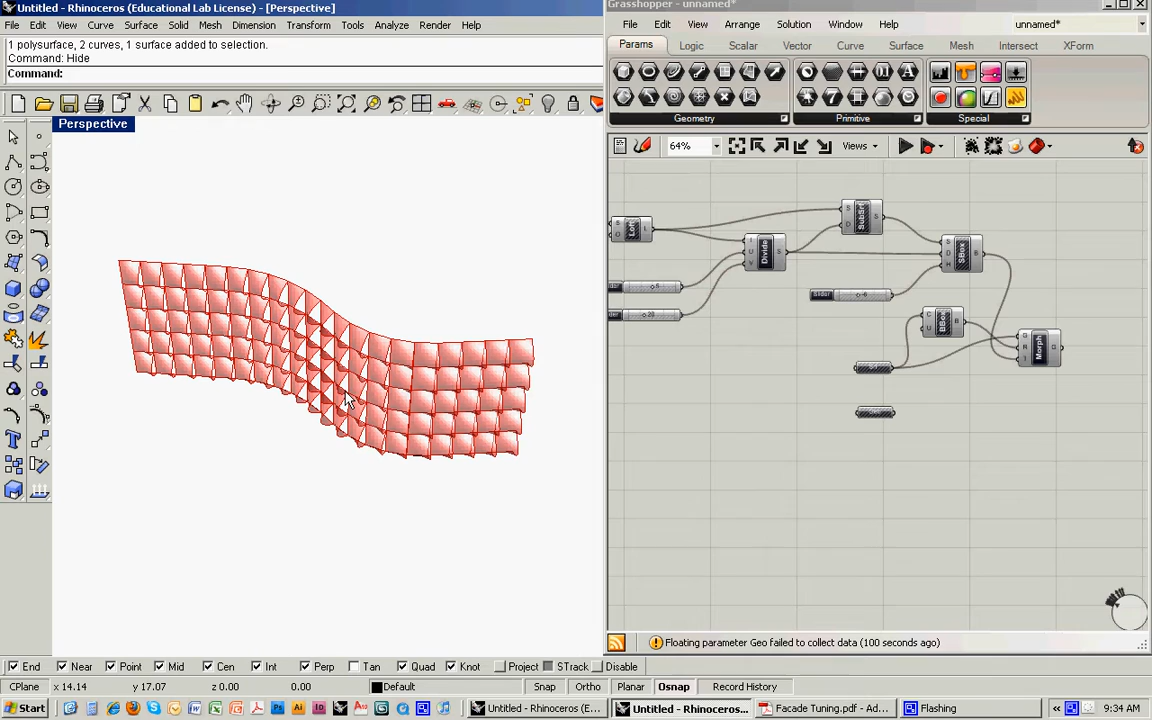 Untitled - Rhinoceros (Educational Lab License) - [Perspective]
File Edit View Curve Surface Solid Mesh Dimension Transform Tools Analyze Render Help
1 polysurface, 2 curves, 1 surface added to selection.
Command: Hide
Command:
Perspective
Grasshopper - unnamed*
File Edit View Arrange Solution Window Help unnamed*
Params Logic Scalar Vector Curve Surface Mesh Intersect XForm
Geometry Primitive Special
64% Views
Loft L
Divide U V S
SubSrf S
SBox S D H B
BBox C U B
Morph G R T G
End Near Point Mid Cen Int Perp Tan Quad Knot Project STrack Disable
Floating parameter Geo failed to collect data (100 seconds ago)
CPlane x 14.14 y 17.07 z 0.00 0.00 Default Snap Ortho Planar Osnap Record History
Start Untitled - Rhinoceros (E... Untitled - Rhinoceros... Facade Tuning.pdf - Ad... Flashing 9:34 AM